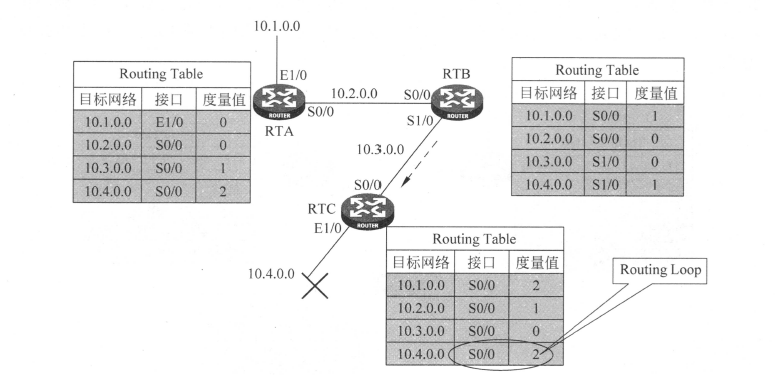 10.1.0.0
Routing Table
目标网络 接口 度量值
10.1.0.0 E1/0 0
10.2.0.0 S0/0 0
10.3.0.0 S0/0 1
10.4.0.0 S0/0 2
E1/0
ROUTER
S0/0
RTA
10.2.0.0
RTB
S0/0
ROUTER
S1/0
Routing Table
目标网络 接口 度量值
10.1.0.0 S0/0 1
10.2.0.0 S0/0 0
10.3.0.0 S1/0 0
10.4.0.0 S1/0 1
10.3.0.0
S0/0
RTC
ROUTER
E1/0
10.4.0.0
Routing Table
目标网络 接口 度量值
10.1.0.0 S0/0 2
10.2.0.0 S0/0 1
10.3.0.0 S0/0 0
10.4.0.0 S0/0 2
Routing Loop